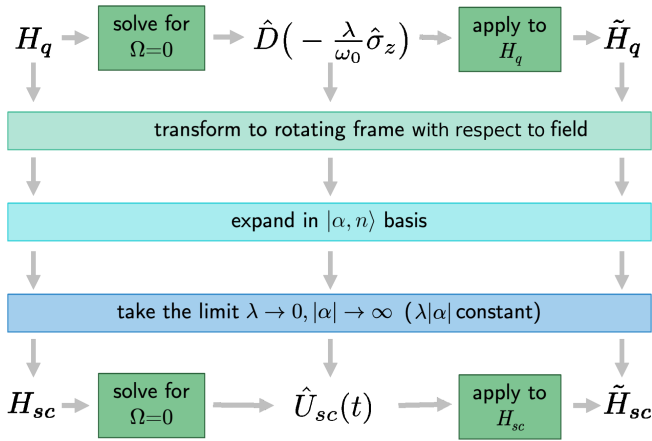 H_q solve for Ω=0 D̂(− λ/ω₀ σ̂_z) apply to H_q H̃_q
transform to rotating frame with respect to field
expand in |α, n⟩ basis
take the limit λ → 0, |α| → ∞ (λ|α| constant)
H_sc solve for Ω=0 Û_sc(t) apply to H_sc H̃_sc